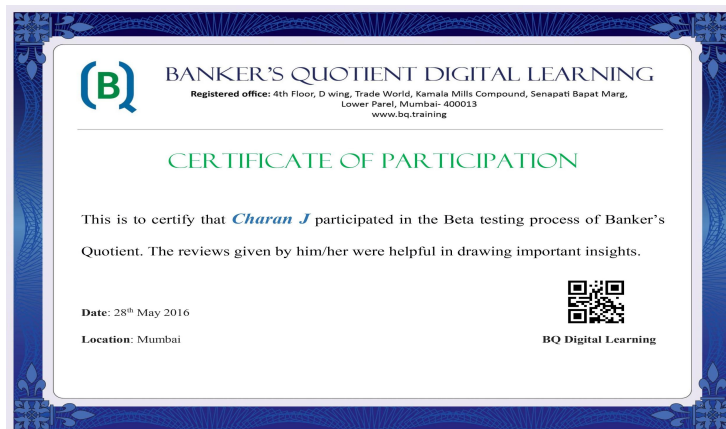 BQ
BANKER'S QUOTIENT DIGITAL LEARNING
Registered office: 4th Floor, D wing, Trade World, Kamala Mills Compound, Senapati Bapat Marg,
Lower Parel, Mumbai- 400013
www.bq.training
CERTIFICATE OF PARTICIPATION
This is to certify that Charan J participated in the Beta testing process of Banker's
Quotient. The reviews given by him/her were helpful in drawing important insights.
Date: 28th May 2016
Location: Mumbai
BQ Digital Learning